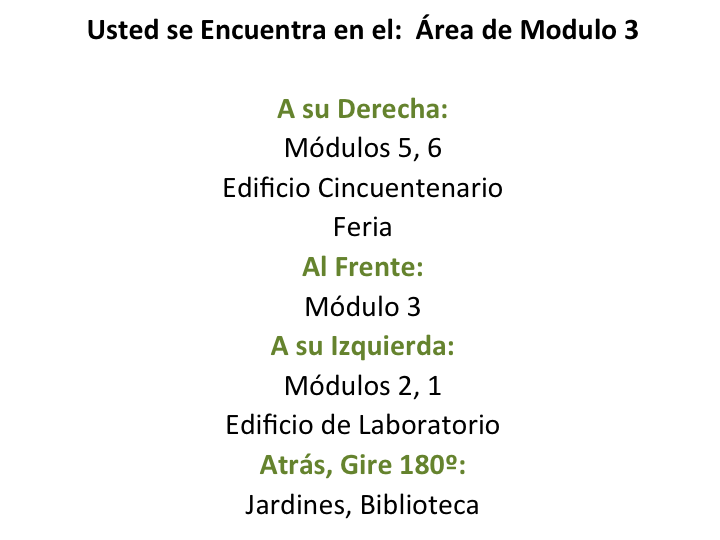 Usted se Encuentra en el:  Área de Modulo 3
A su Derecha:
Módulos 5, 6
Edificio Cincuentenario
Feria
Al Frente:
Módulo 3
A su Izquierda:
Módulos 2, 1
Edificio de Laboratorio
Atrás, Gire 180º:
Jardines, Biblioteca